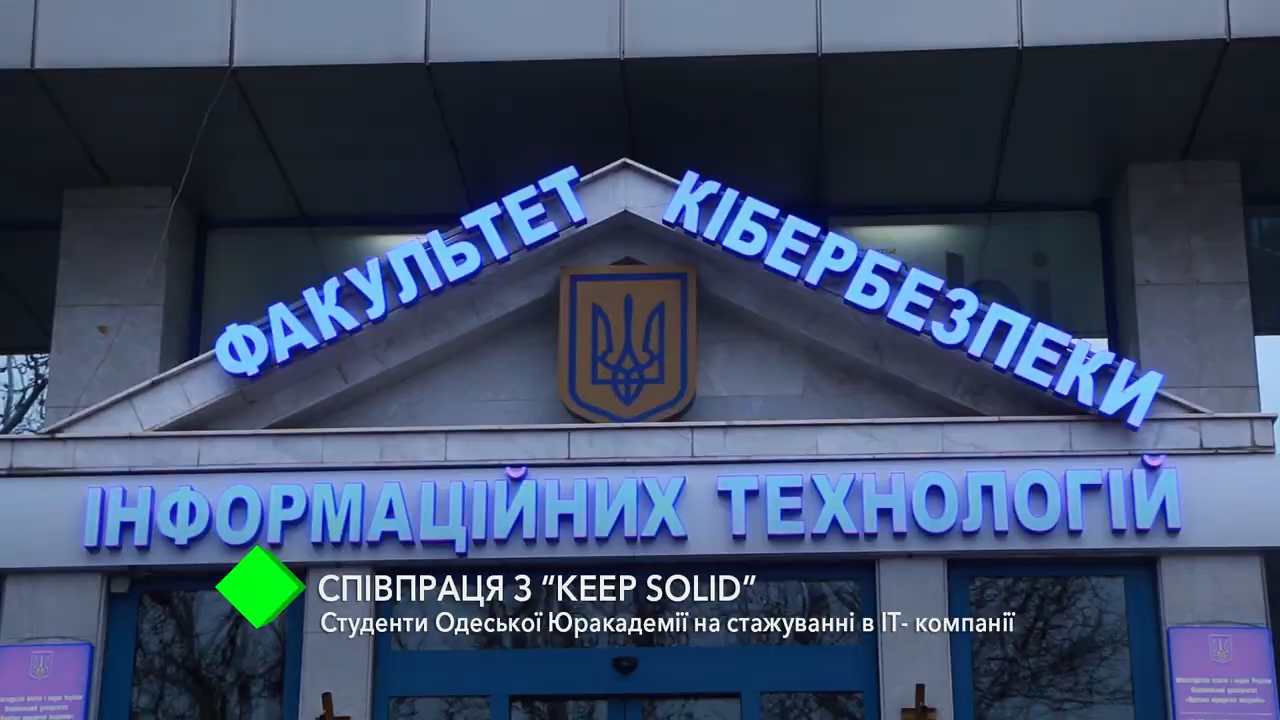 ФАКУЛЬТЕТ КІБЕРБЕЗПЕКИ
ІНФОРМАЦІЙНИХ ТЕХНОЛОГІЙ
СПІВПРАЦЯ З “KEEP SOLID”
Студенти Одеської Юракадемії на стажуванні в ІТ- компанії